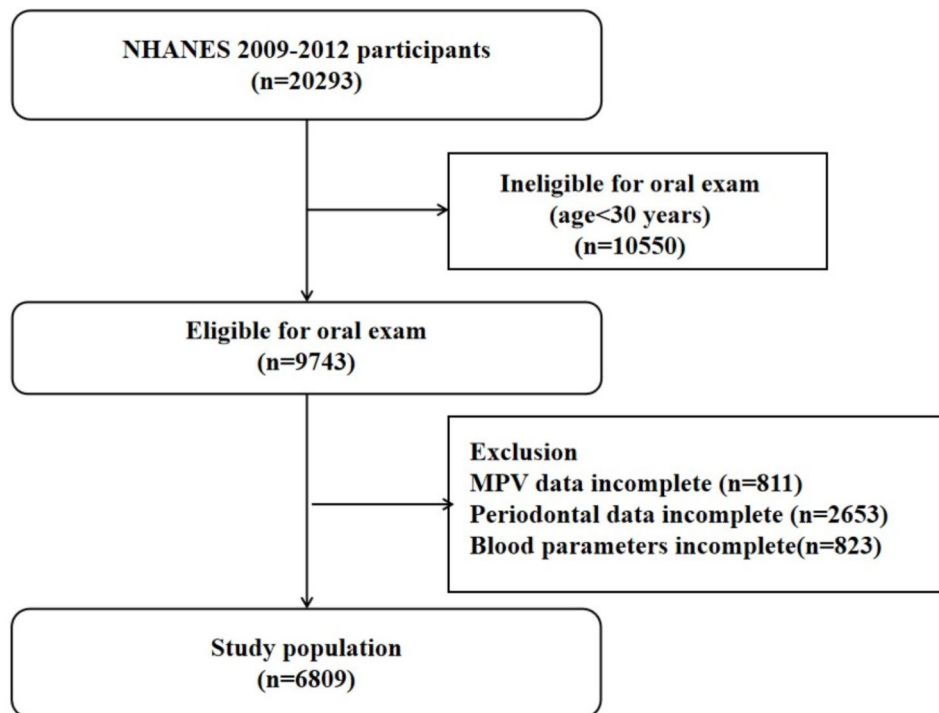 NHANES 2009-2012 participants
(n=20293)
Ineligible for oral exam
(age<30 years)
(n=10550)
Eligible for oral exam
(n=9743)
Exclusion
MPV data incomplete (n=811)
Periodontal data incomplete (n=2653)
Blood parameters incomplete(n=823)
Study population
(n=6809)